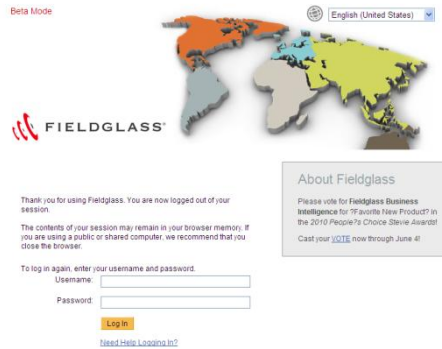 Beta Mode
English (United States)
FIELDGLASS®
Thank you for using Fieldglass. You are now logged out of your
session.
The contents of your session may remain in your browser memory. If
you are using a public or shared computer, we recommend that you
close the browser.
To log in again, enter your username and password.
Username:
Password:
Log In
Need Help Logging In?
About Fieldglass
Please vote for Fieldglass Business
Intelligence for ?Favorite New Product? in
the 2010 People?s Choice Stevie Awards!
Cast your VOTE now through June 4!